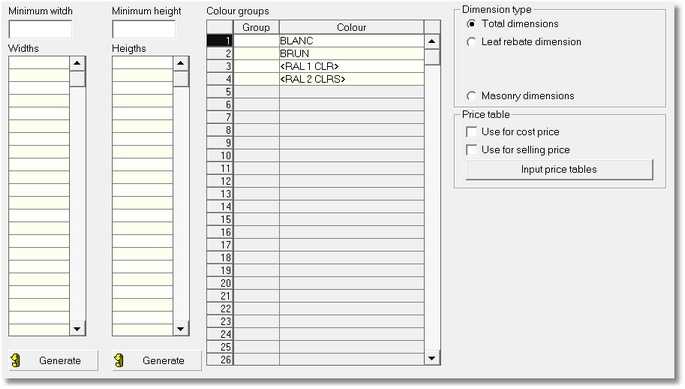 Minimum witdh
Minimum height
Widths
Heigths
Generate
Generate
Colour groups
Group Colour
1 BLANC
2 BRUN
3 <RAL 1 CLR>
4 <RAL 2 CLRS>
5
6
7
8
9
10
11
12
13
14
15
16
17
18
19
20
21
22
23
24
25
26
Dimension type
Total dimensions
Leaf rebate dimension
Masonry dimensions
Price table
Use for cost price
Use for selling price
Input price tables